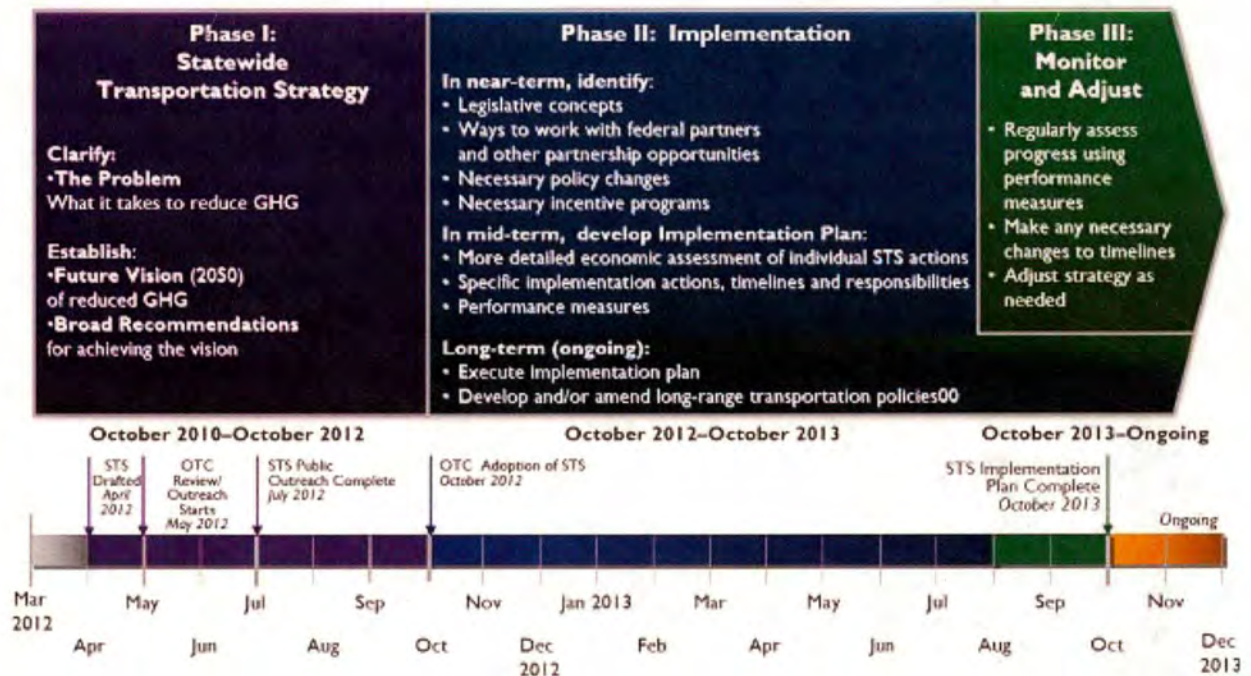 Phase I:
Statewide
Transportation Strategy
Clarify:
•The Problem
What it takes to reduce GHG
Establish:
•Future Vision (2050)
of reduced GHG
•Broad Recommendations
for achieving the vision
October 2010–October 2012
Phase II: Implementation
In near-term, identify:
• Legislative concepts
• Ways to work with federal partners
and other partnership opportunities
• Necessary policy changes
• Necessary incentive programs
In mid-term, develop Implementation Plan:
• More detailed economic assessment of individual STS actions
• Specific implementation actions, timelines and responsibilities
• Performance measures
Long-term (ongoing):
• Execute Implementation plan
• Develop and/or amend long-range transportation policies00
October 2012–October 2013
Phase III:
Monitor
and Adjust
• Regularly assess
progress using
performance
measures
• Make any necessary
changes to timelines
• Adjust strategy as
needed
October 2013–Ongoing
STS
Drafted
April
2012
OTC
Review/
Outreach
Starts
May 2012
STS Public
Outreach Complete
July 2012
OTC Adoption of STS
October 2012
STS Implementation
Plan Complete
October 2013
Ongoing
Mar
2012
Apr
May
Jun
Jul
Aug
Sep
Oct
Nov
Dec
2012
Jan 2013
Feb
Mar
Apr
May
Jun
Jul
Aug
Sep
Oct
Nov
Dec
2013